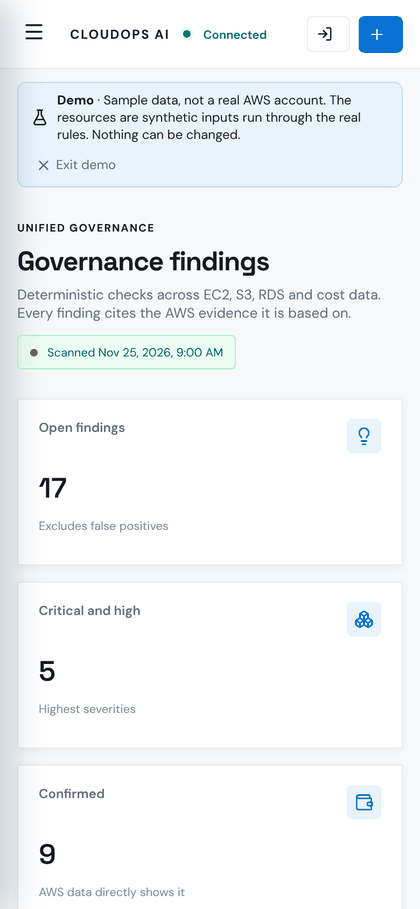 CLOUDOPS AI
Connected
Demo · Sample data, not a real AWS account. The
resources are synthetic inputs run through the real
rules. Nothing can be changed.
Exit demo
UNIFIED GOVERNANCE
Governance findings
Deterministic checks across EC2, S3, RDS and cost data.
Every finding cites the AWS evidence it is based on.
Scanned Nov 25, 2026, 9:00 AM
Open findings
17
Excludes false positives
Critical and high
5
Highest severities
Confirmed
9
AWS data directly shows it